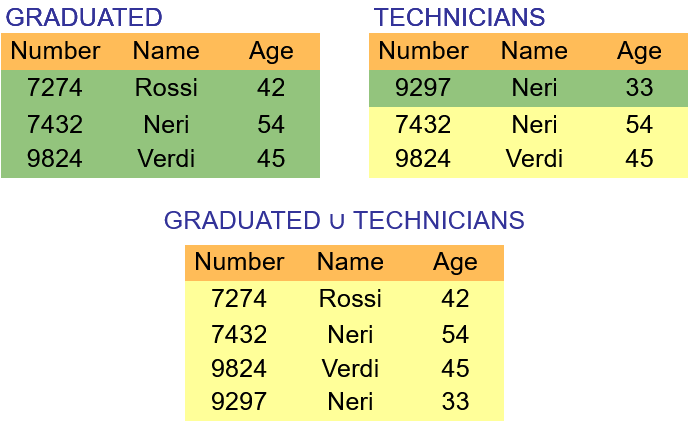 GRADUATED
Number Name Age
7274 Rossi 42
7432 Neri 54
9824 Verdi 45
TECHNICIANS
Number Name Age
9297 Neri 33
7432 Neri 54
9824 Verdi 45
GRADUATED ∪ TECHNICIANS
Number Name Age
7274 Rossi 42
7432 Neri 54
9824 Verdi 45
9297 Neri 33